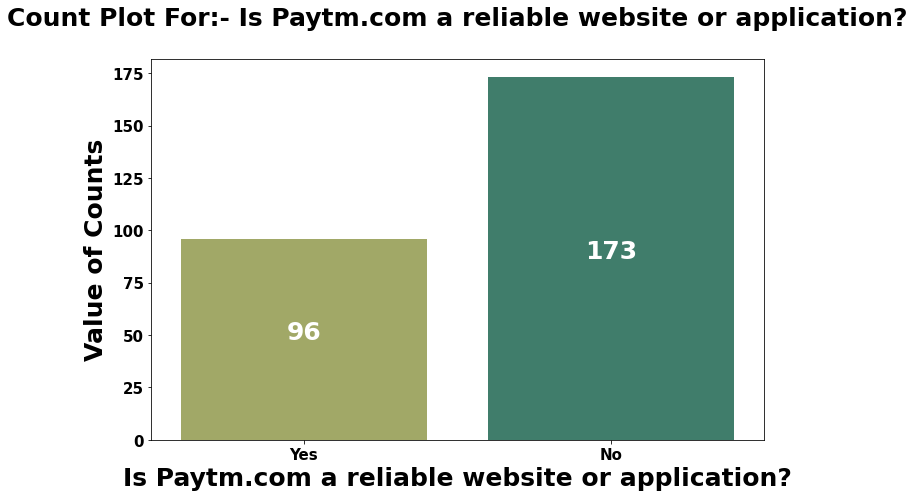 Count Plot For:- Is Paytm.com a reliable website or application?
175
150
125
100
75
50
25
0
Value of Counts
96
173
Yes No
Is Paytm.com a reliable website or application?